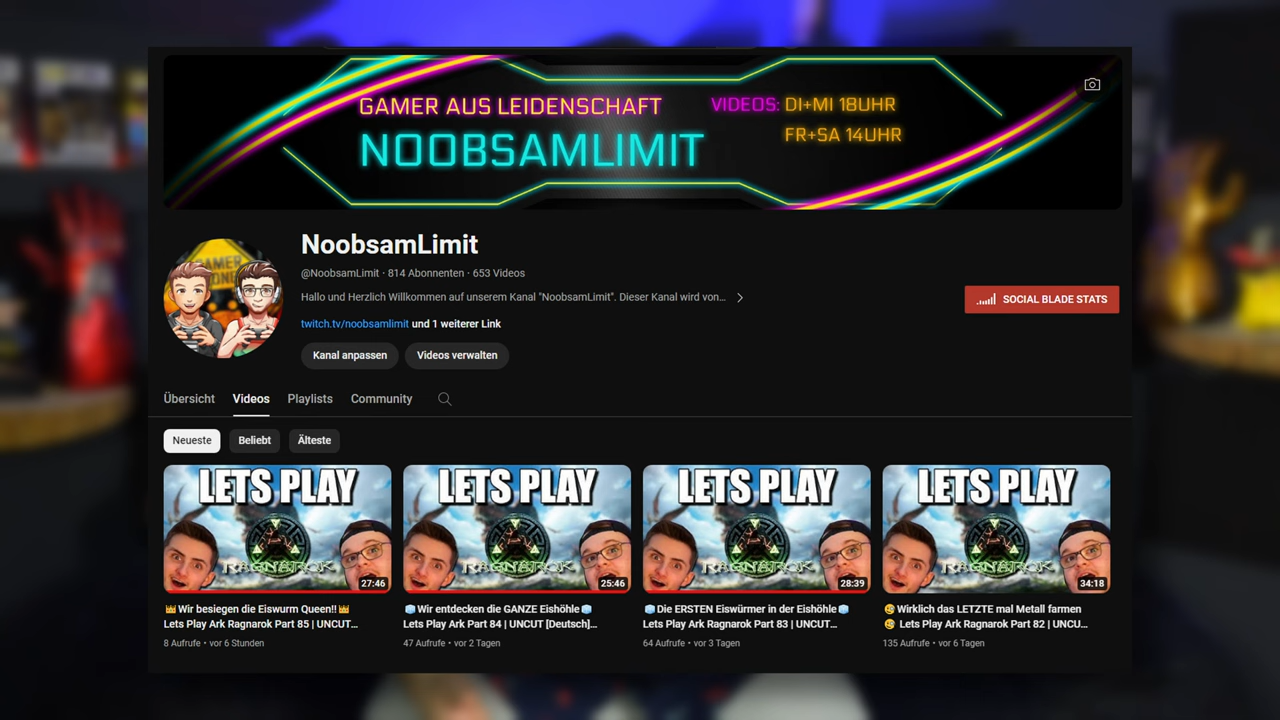 GAMER AUS LEIDENSCHAFT
NOOBSAMLIMIT
VIDEOS: DI+MI 18UHR
FR+SA 14UHR
NoobsamLimit
@NoobsamLimit · 814 Abonnenten · 653 Videos
Hallo und Herzlich Willkommen auf unserem Kanal "NoobsamLimit". Dieser Kanal wird von...
twitch.tv/noobsamlimit und 1 weiterer Link
SOCIAL BLADE STATS
Kanal anpassen
Videos verwalten
Übersicht
Videos
Playlists
Community
Neueste
Beliebt
Älteste
LETS PLAY
RAGNAROK
27:46
👑Wir besiegen die Eiswurm Queen!!👑
Lets Play Ark Ragnarok Part 85 | UNCUT...
8 Aufrufe • vor 6 Stunden
LETS PLAY
RAGNAROK
25:46
🧊Wir entdecken die GANZE Eishöhle🧊
Lets Play Ark Part 84 | UNCUT [Deutsch]...
47 Aufrufe • vor 2 Tagen
LETS PLAY
RAGNAROK
28:39
🧊Die ERSTEN Eiswürmer in der Eishöhle🧊
Lets Play Ark Ragnarok Part 83 | UNCUT...
64 Aufrufe • vor 3 Tagen
LETS PLAY
RAGNAROK
34:18
🥲Wirklich das LETZTE mal Metall farmen
🥲 Lets Play Ark Ragnarok Part 82 | UNCU...
135 Aufrufe • vor 6 Tagen